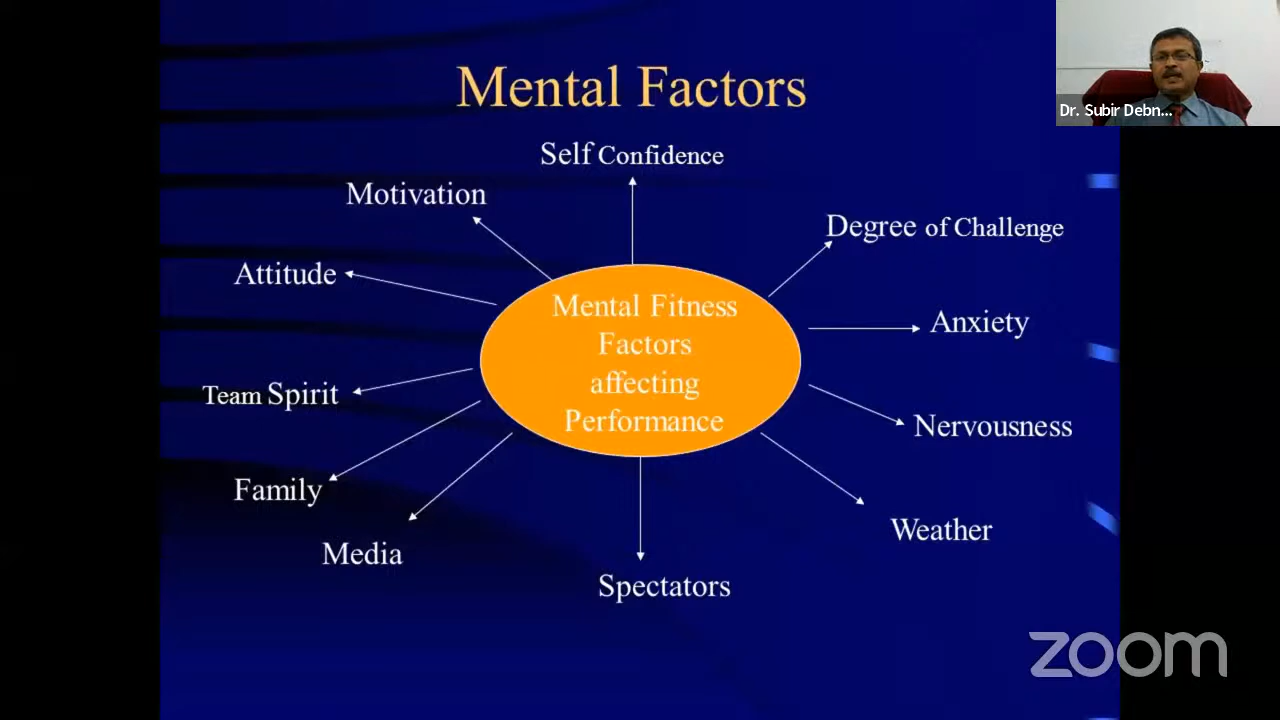 Mental Factors
Dr. Subir Debn...
Self Confidence
Motivation
Degree of Challenge
Attitude
Mental Fitness
Factors
affecting
Performance
Anxiety
Team Spirit
Nervousness
Family
Weather
Media
Spectators
zoom